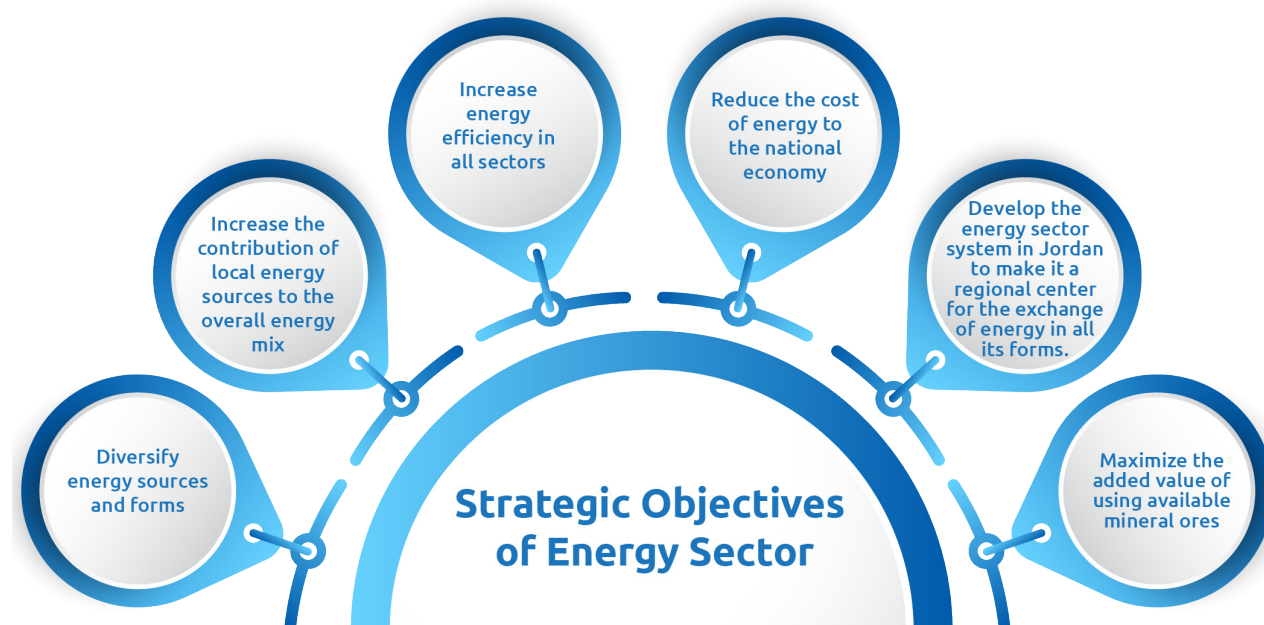 Increase
energy
efficiency in
all sectors
Reduce the cost
of energy to
the national
economy
Increase the
contribution of
local energy
sources to the
overall energy
mix
Develop the
energy sector
system in Jordan
to make it a
regional center
for the exchange
of energy in all
its forms.
Diversify
energy sources
and forms
Maximize the
added value of
using available
mineral ores
Strategic Objectives
of Energy Sector